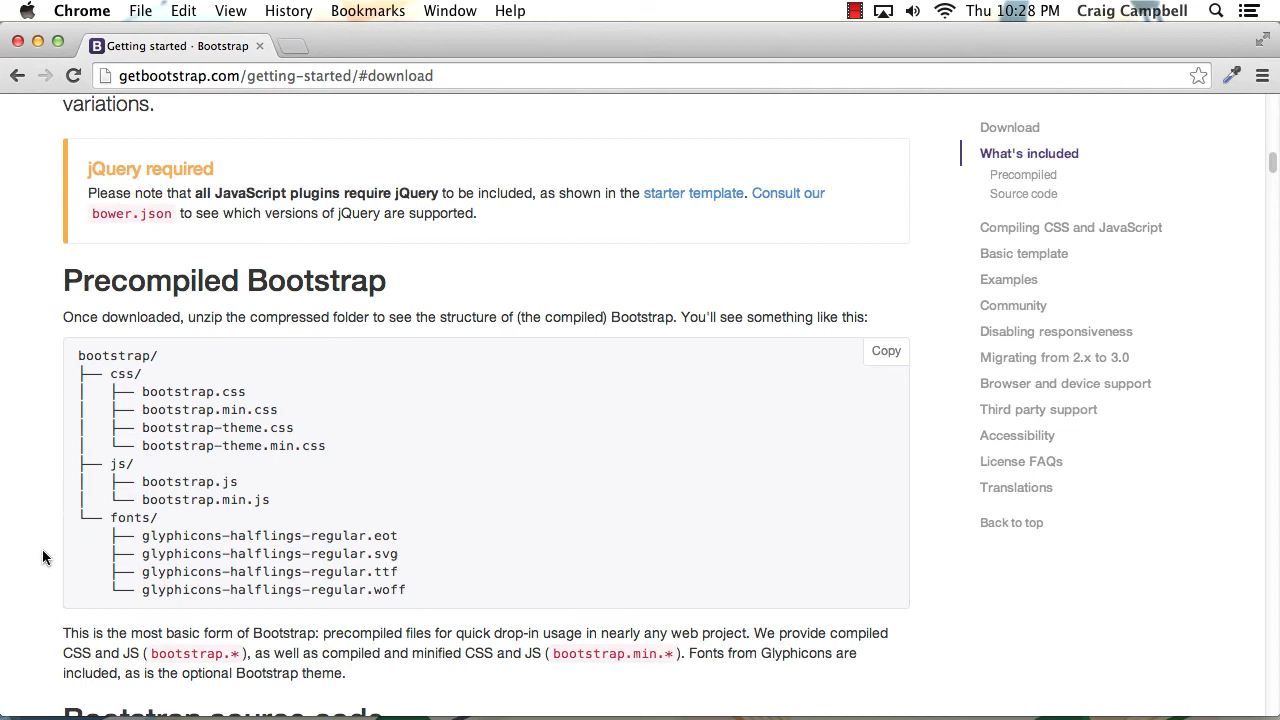 Chrome File Edit View History Bookmarks Window Help Thu 10:28 PM Craig Campbell
Getting started · Bootstrap
getbootstrap.com/getting-started/#download
variations.
jQuery required
Please note that all JavaScript plugins require jQuery to be included, as shown in the starter template. Consult our
bower.json to see which versions of jQuery are supported.
Precompiled Bootstrap
Once downloaded, unzip the compressed folder to see the structure of (the compiled) Bootstrap. You'll see something like this:
Copy
bootstrap/
├── css/
│   ├── bootstrap.css
│   ├── bootstrap.min.css
│   ├── bootstrap-theme.css
│   └── bootstrap-theme.min.css
├── js/
│   ├── bootstrap.js
│   └── bootstrap.min.js
└── fonts/
    ├── glyphicons-halflings-regular.eot
    ├── glyphicons-halflings-regular.svg
    ├── glyphicons-halflings-regular.ttf
    └── glyphicons-halflings-regular.woff
This is the most basic form of Bootstrap: precompiled files for quick drop-in usage in nearly any web project. We provide compiled
CSS and JS (bootstrap.*), as well as compiled and minified CSS and JS (bootstrap.min.*). Fonts from Glyphicons are
included, as is the optional Bootstrap theme.
Bootstrap source code
Download
What's included
Precompiled
Source code
Compiling CSS and JavaScript
Basic template
Examples
Community
Disabling responsiveness
Migrating from 2.x to 3.0
Browser and device support
Third party support
Accessibility
License FAQs
Translations
Back to top